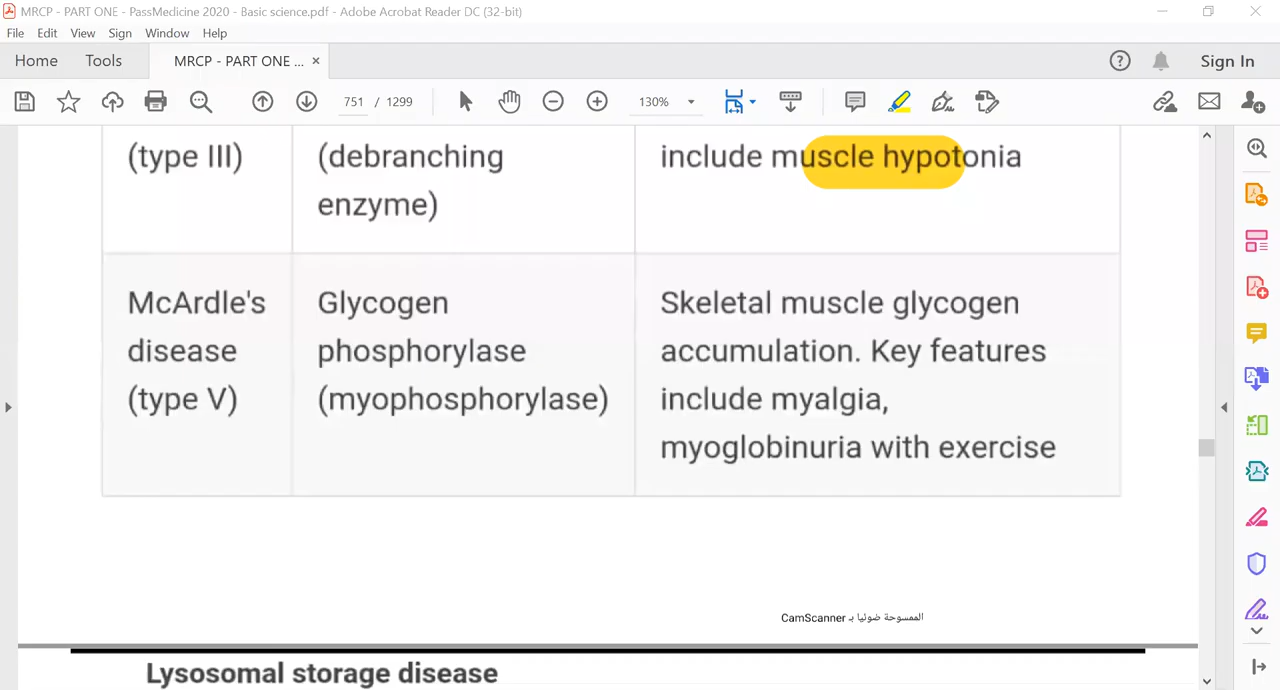 MRCP - PART ONE - PassMedicine 2020 - Basic science.pdf - Adobe Acrobat Reader DC (32-bit)
File Edit View Sign Window Help
Home Tools MRCP - PART ONE ... × Sign In
751 / 1299 130%
(type III) (debranching include muscle hypotonia
enzyme)
McArdle's Glycogen Skeletal muscle glycogen
disease phosphorylase accumulation. Key features
(type V) (myophosphorylase) include myalgia,
myoglobinuria with exercise
الممسوحة ضوئيا بـ CamScanner
Lysosomal storage disease